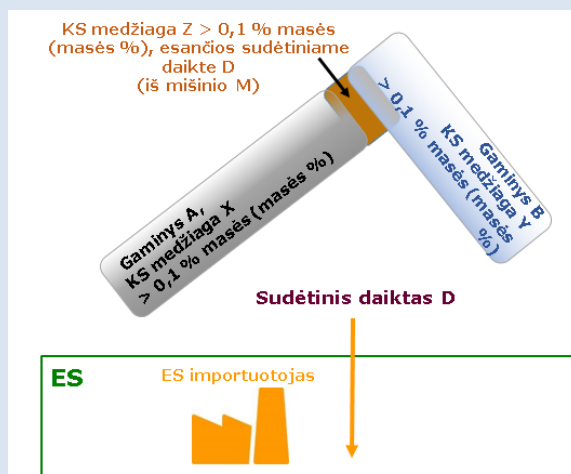 KS medžiaga Z > 0,1 % masės
(masės %), esančios sudėtiniame
daikte D
(iš mišinio M)
Gaminys A,
KS medžiaga X
> 0,1 % masės (masės %)
Gaminys B
KS medžiaga Y
> 0,1 % masės (masės
%)
Sudėtinis daiktas D
ES
ES importuotojas